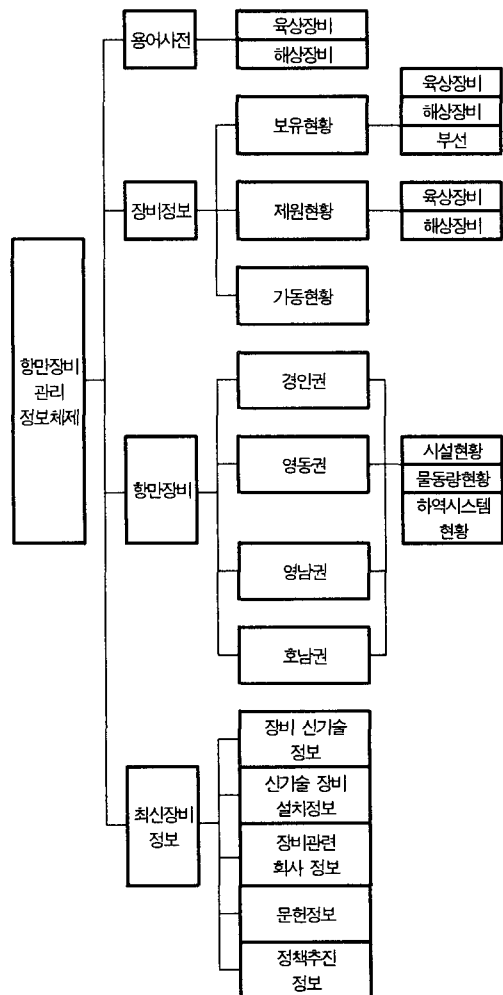 항만장비
관리
정보체제
용어사전
육상장비
해상장비
장비정보
보유현황
육상장비
해상장비
부선
제원현황
육상장비
해상장비
가동현황
항만장비
경인권
영동권
영남권
호남권
시설현황
물동량현황
하역시스템
현황
최신장비
정보
장비 신기술
정보
신기술 장비
설치정보
장비관련
회사 정보
문헌정보
정책추진
정보